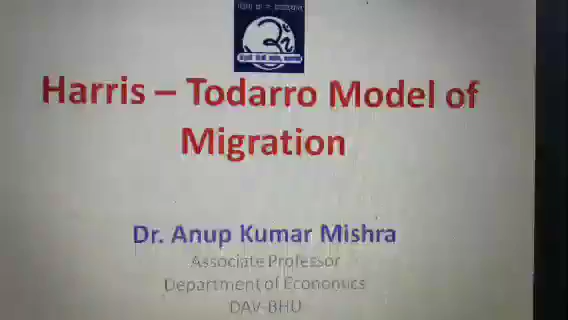 Harris – Todarro Model of
Migration
Dr. Anup Kumar Mishra
Associate Professor
Department of Economics
DAV-BHU